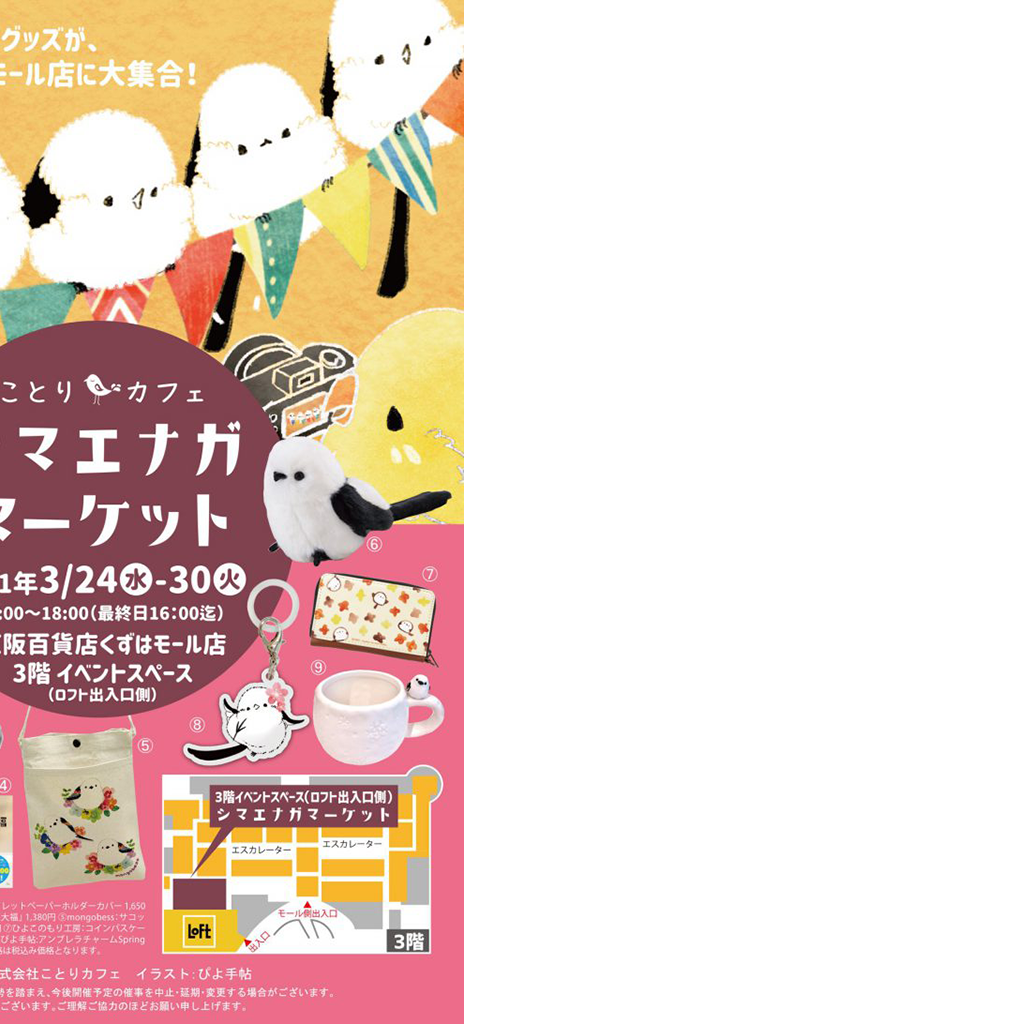 グッズが、
モール店に大集合!
ことりカフェ
マエナガ
マーケット
1年3/24水-30火
:00〜18:00(最終日16:00迄)
阪百貨店くずはモール店
3階 イベントスペース
(ロフト出入口側)
⑥
⑦
⑨
⑧
⑤
3階イベントスペース(ロフト出入口側)
シマエナガマーケット
エスカレーター
エスカレーター
モール側出入口
LOFT
出入口
3階
レットペーパーホルダーカバー 1,650
大福」1,380円 ⑤mongobess:サコッ
⑦ひよこのもり工房:コインパスケー
ぴよ手帖:アンブレラチャームSpring
は税込み価格となります。
式会社ことりカフェ イラスト:ぴよ手帖
勢を踏まえ、今後開催予定の催事を中止・延期・変更する場合がございます。
ございます。ご理解ご協力のほどお願い申し上げます。